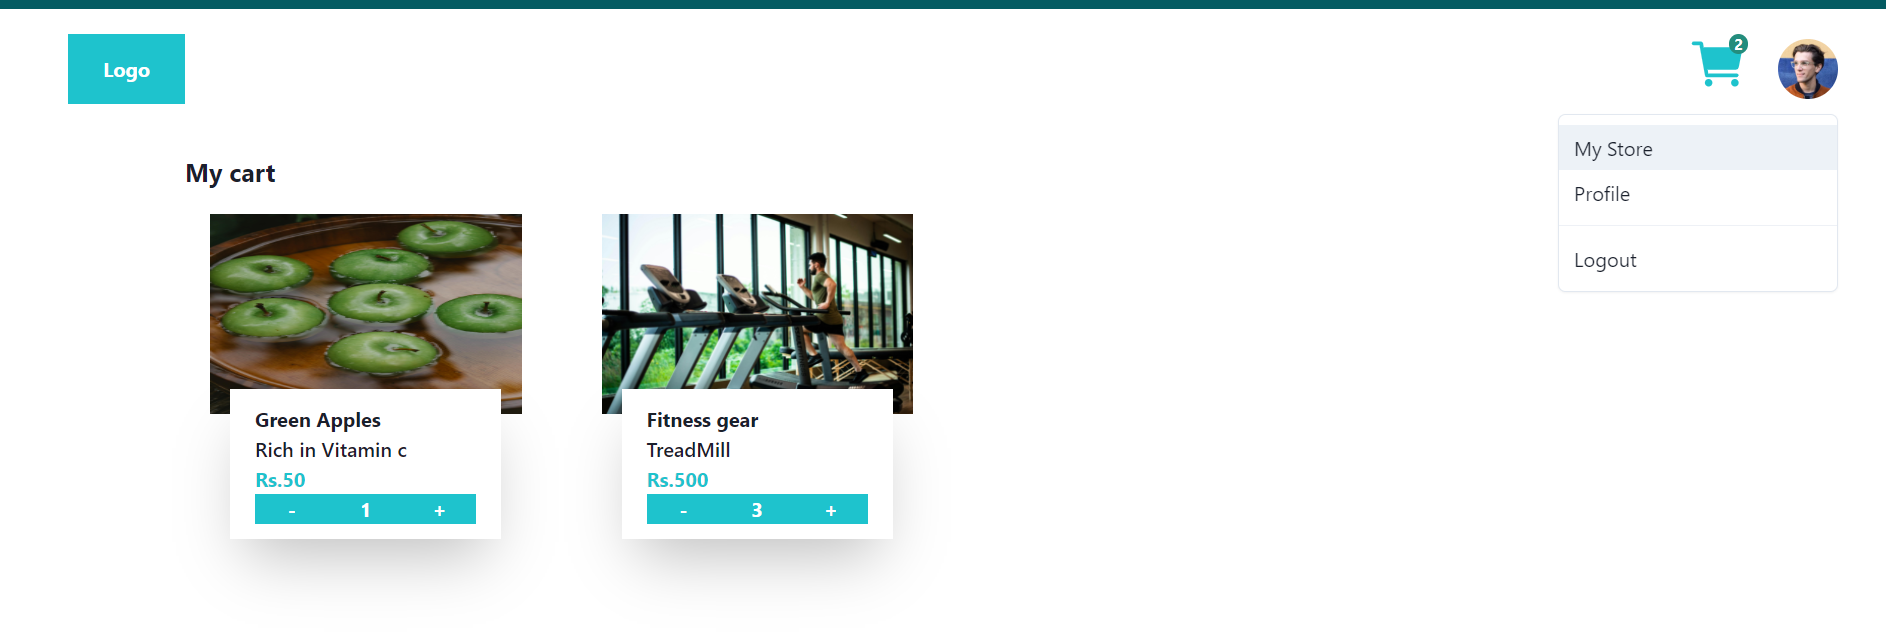 Logo
2
My Store
Profile
Logout
My cart
Green Apples
Rich in Vitamin c
Rs.50
- 1 +
Fitness gear
TreadMill
Rs.500
- 3 +